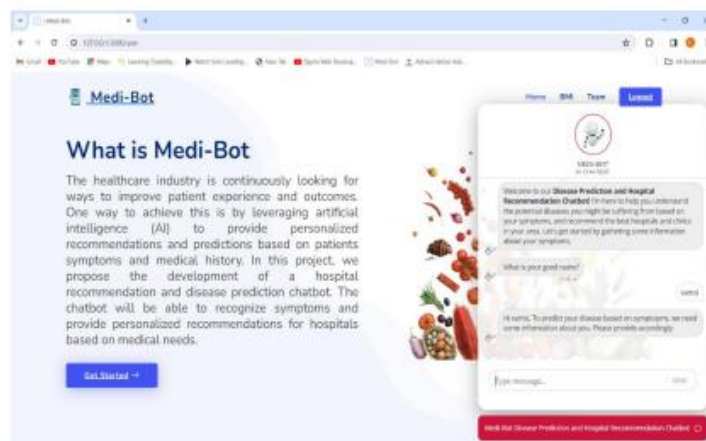 Medi-Bot
Home BMI Team Logout
What is Medi-Bot
The healthcare industry is continuously looking for
ways to improve patient experience and outcomes.
One way to achieve this is by leveraging artificial
intelligence (AI) to provide personalized
recommendations and predictions based on patients
symptoms and medical history. In this project, we
propose the development of a hospital
recommendation and disease prediction chatbot. The
chatbot will be able to recognize symptoms and
provide personalized recommendations for hospitals
based on medical needs.
Get Started →
MEDI-BOT
Welcome to our Disease Prediction and Hospital
Recommendation Chatbot I'm here to help you understand
the potential diseases you might be suffering from based on
your symptoms, and recommend the best hospitals and clinics
in your area. Let's get started by gathering some information
about your symptoms.
What is your good name?
To predict your disease based on symptoms, we need
some information about you. Please provide accordingly.
Type message...
Medi-Bot Disease Prediction and Hospital Recommendation Chatbot